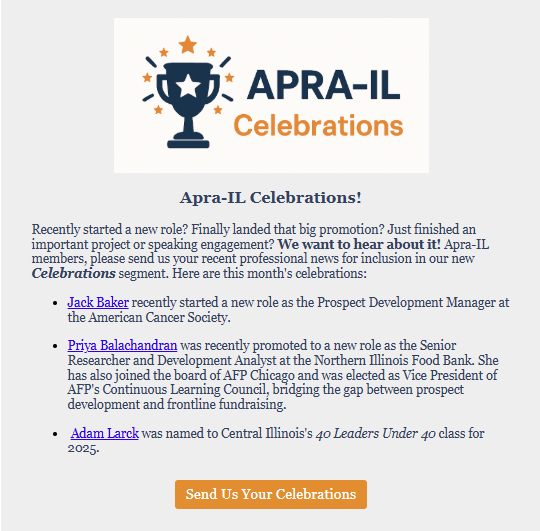 APRA-IL
Celebrations
Apra-IL Celebrations!
Recently started a new role? Finally landed that big promotion? Just finished an
important project or speaking engagement? We want to hear about it! Apra-IL
members, please send us your recent professional news for inclusion in our new
Celebrations segment. Here are this month's celebrations:
• Jack Baker recently started a new role as the Prospect Development Manager at
the American Cancer Society.
• Priya Balachandran was recently promoted to a new role as the Senior
Researcher and Development Analyst at the Northern Illinois Food Bank. She
has also joined the board of AFP Chicago and was elected as Vice President of
AFP's Continuous Learning Council, bridging the gap between prospect
development and frontline fundraising.
• Adam Larck was named to Central Illinois's 40 Leaders Under 40 class for
2025.
Send Us Your Celebrations